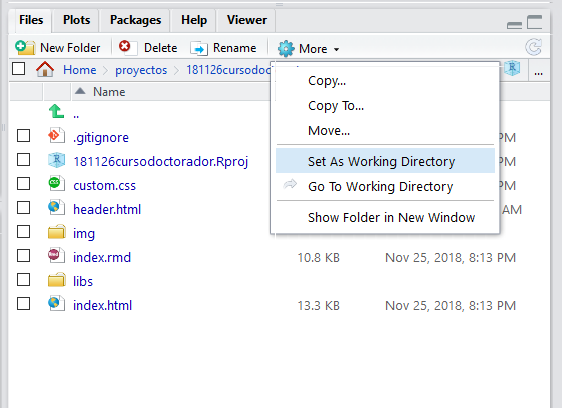 Files Plots Packages Help Viewer
New Folder Delete Rename More
Home proyectos 181126cursodoctorad ...
Name
Copy...
Copy To...
Move...
Set As Working Directory
Go To Working Directory
Show Folder in New Window
..
.gitignore PM
181126cursodoctorador.Rproj PM
custom.css PM
header.html AM
img
index.rmd 10.8 KB Nov 25, 2018, 8:13 PM
libs
index.html 13.3 KB Nov 25, 2018, 8:13 PM